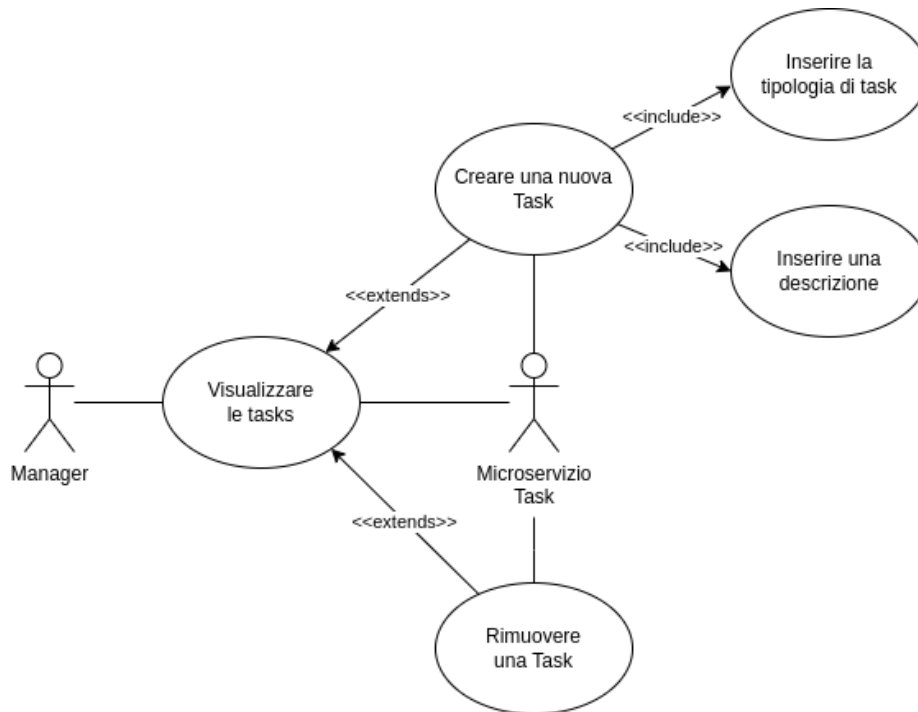 Inserire la
tipologia di task
<<include>>
Creare una nuova
Task
<<include>>
Inserire una
descrizione
<<extends>>
Visualizzare
le tasks
Manager
Microservizio
Task
<<extends>>
Rimuovere
una Task